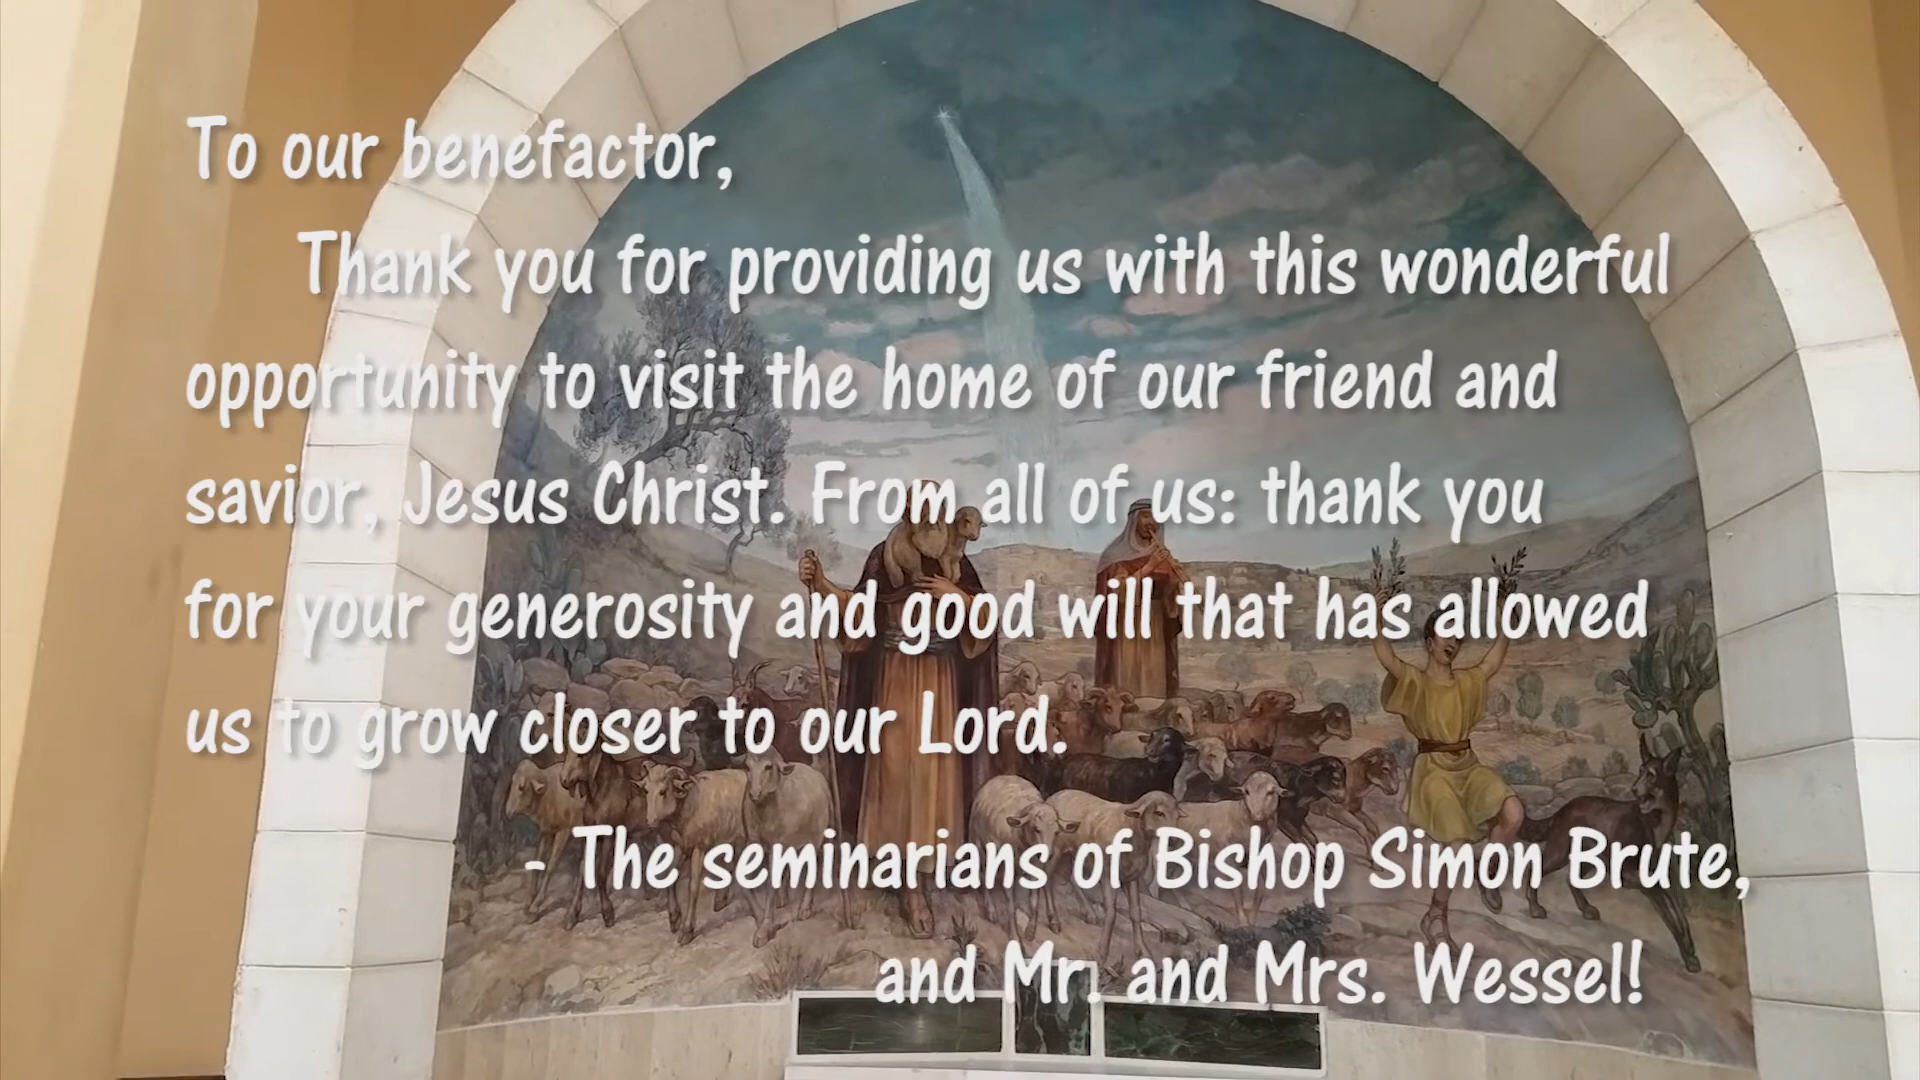 To our benefactor,
Thank you for providing us with this wonderful
opportunity to visit the home of our friend and
savior, Jesus Christ. From all of us: thank you
for your generosity and good will that has allowed
us to grow closer to our Lord.
- The seminarians of Bishop Simon Brute,
and Mr. and Mrs. Wessel!